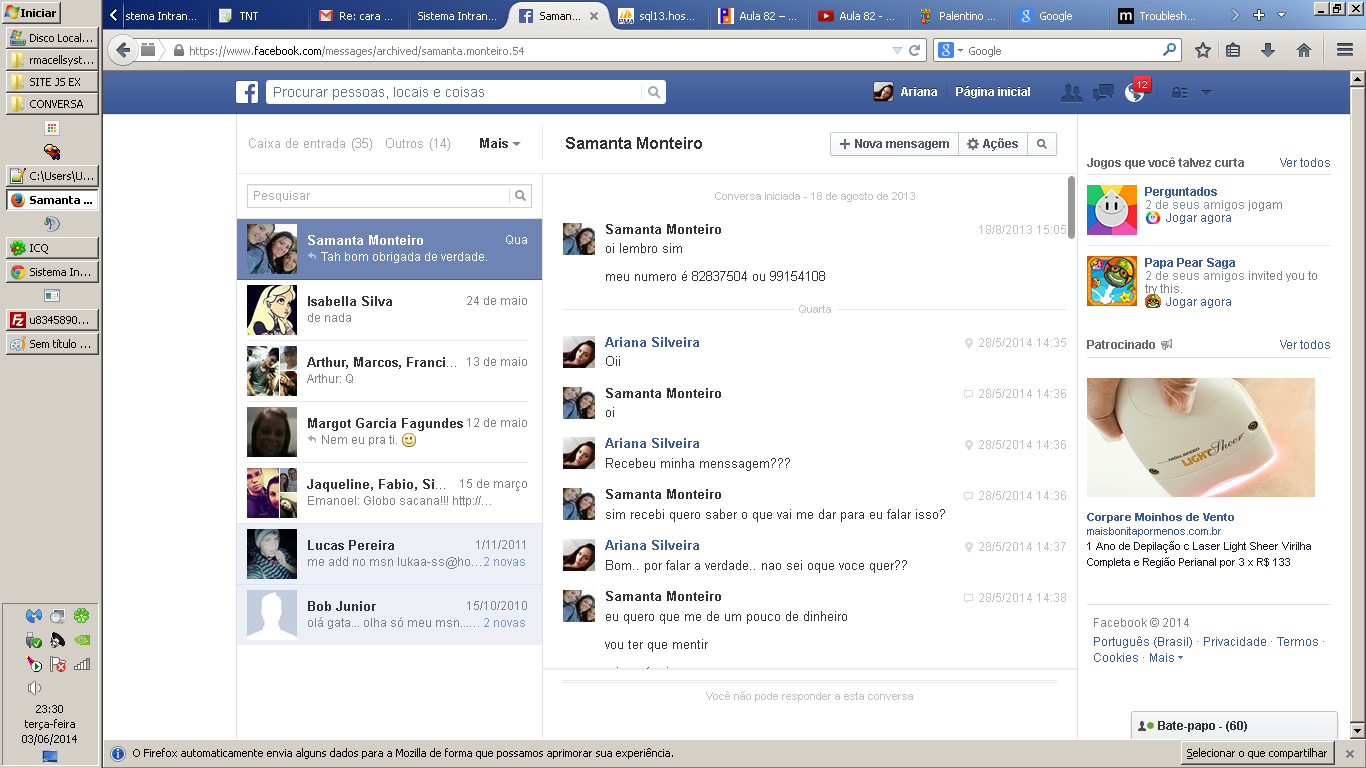 Iniciar
Disco Local...
rmacellsyst...
SITE JS EX
CONVERSA
C:\Users\U...
Samanta ...
ICQ
Sistema In...
u8345890...
Sem título ...
23:30
terça-feira
03/06/2014
istema Intran...
TNT
Re: cara ...
Sistema Intran...
Saman...
sql13.hos...
Aula 82 – ...
Aula 82 - ...
Palentino ...
Google
Troublesh...
https://www.facebook.com/messages/archived/samanta.monteiro.54
Google
Procurar pessoas, locais e coisas
Ariana
Página inicial
12
Caixa de entrada (35)
Outros (14)
Mais
Pesquisar
Samanta Monteiro
Qua
Tah bom obrigada de verdade.
Isabella Silva
24 de maio
de nada
Arthur, Marcos, Franci...
13 de maio
Arthur: Q
Margot Garcia Fagundes
12 de maio
Nem eu pra ti.
Jaqueline, Fabio, Si...
15 de março
Emanoel: Globo sacana!!! http://...
Lucas Pereira
1/11/2011
me add no msn lukaa-ss@ho...
2 novas
Bob Junior
15/10/2010
olá gata... olha só meu msn......
2 novas
Samanta Monteiro
Nova mensagem
Ações
Conversa iniciada - 18 de agosto de 2013
Samanta Monteiro
18/8/2013 15:05
oi lembro sim
meu numero é 82837504 ou 99154108
Quarta
Ariana Silveira
28/5/2014 14:35
Oii
Samanta Monteiro
28/5/2014 14:36
oi
Ariana Silveira
28/5/2014 14:36
Recebeu minha menssagem???
Samanta Monteiro
28/5/2014 14:36
sim recebi quero saber o que vai me dar para eu falar isso?
Ariana Silveira
28/5/2014 14:37
Bom.. por falar a verdade.. nao sei oque voce quer??
Samanta Monteiro
28/5/2014 14:38
eu quero que me de um pouco de dinheiro
vou ter que mentir
Você não pode responder a esta conversa
Jogos que você talvez curta
Ver todos
Perguntados
2 de seus amigos jogam
Jogar agora
Papa Pear Saga
2 de seus amigos invited you to
try this.
Jogar agora
Patrocinado
Ver todos
HIGH SPEED
LIGHT Sheer
Corpare Moinhos de Vento
maisbonitapormenos.com.br
1 Ano de Depilação c Laser Light Sheer Virilha
Completa e Região Perianal por 3 x R$ 133
Facebook © 2014
Português (Brasil) · Privacidade · Termos ·
Cookies · Mais
Bate-papo - (60)
O Firefox automaticamente envia alguns dados para a Mozilla de forma que possamos aprimorar sua experiência.
Selecionar o que compartilhar